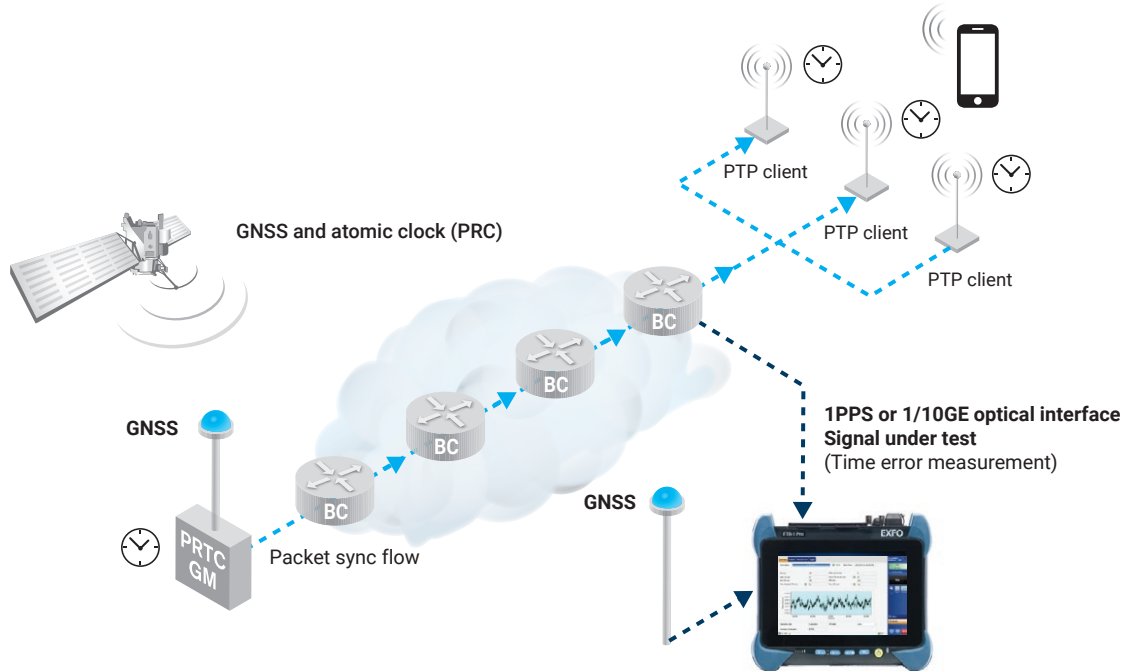 PTP client
PTP client
PTP client
GNSS and atomic clock (PRC)
BC
BC
BC
BC
GNSS
PRTC
GM
Packet sync flow
1PPS or 1/10GE optical interface
Signal under test
(Time error measurement)
GNSS
EXFO